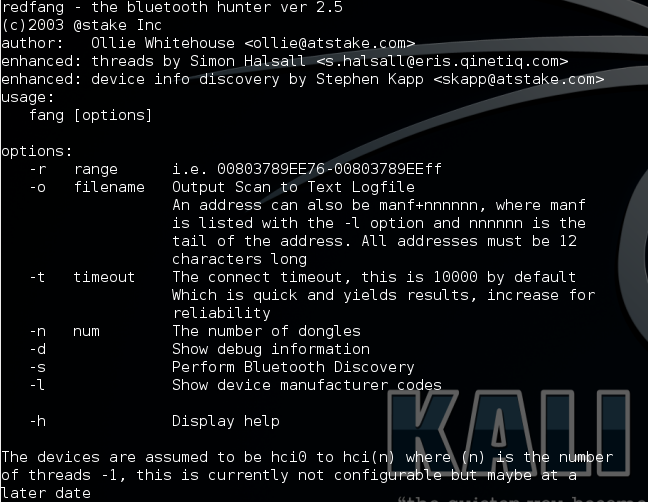 redfang - the bluetooth hunter ver 2.5
(c)2003 @stake Inc
author:   Ollie Whitehouse <ollie@atstake.com>
enhanced: threads by Simon Halsall <s.halsall@eris.qinetiq.com>
enhanced: device info discovery by Stephen Kapp <skapp@atstake.com>
usage:
   fang [options]
options:
   -r   range      i.e. 00803789EE76-00803789EEff
   -o   filename   Output Scan to Text Logfile
                   An address can also be manf+nnnnnn, where manf
                   is listed with the -l option and nnnnnn is the
                   tail of the address. All addresses must be 12
                   characters long
   -t   timeout    The connect timeout, this is 10000 by default
                   Which is quick and yields results, increase for
                   reliability
   -n   num        The number of dongles
   -d              Show debug information
   -s              Perform Bluetooth Discovery
   -l              Show device manufacturer codes
   -h              Display help
KALI
The devices are assumed to be hci0 to hci(n) where (n) is the number
of threads -1, this is currently not configurable but maybe at a
later date
"the quieter you become